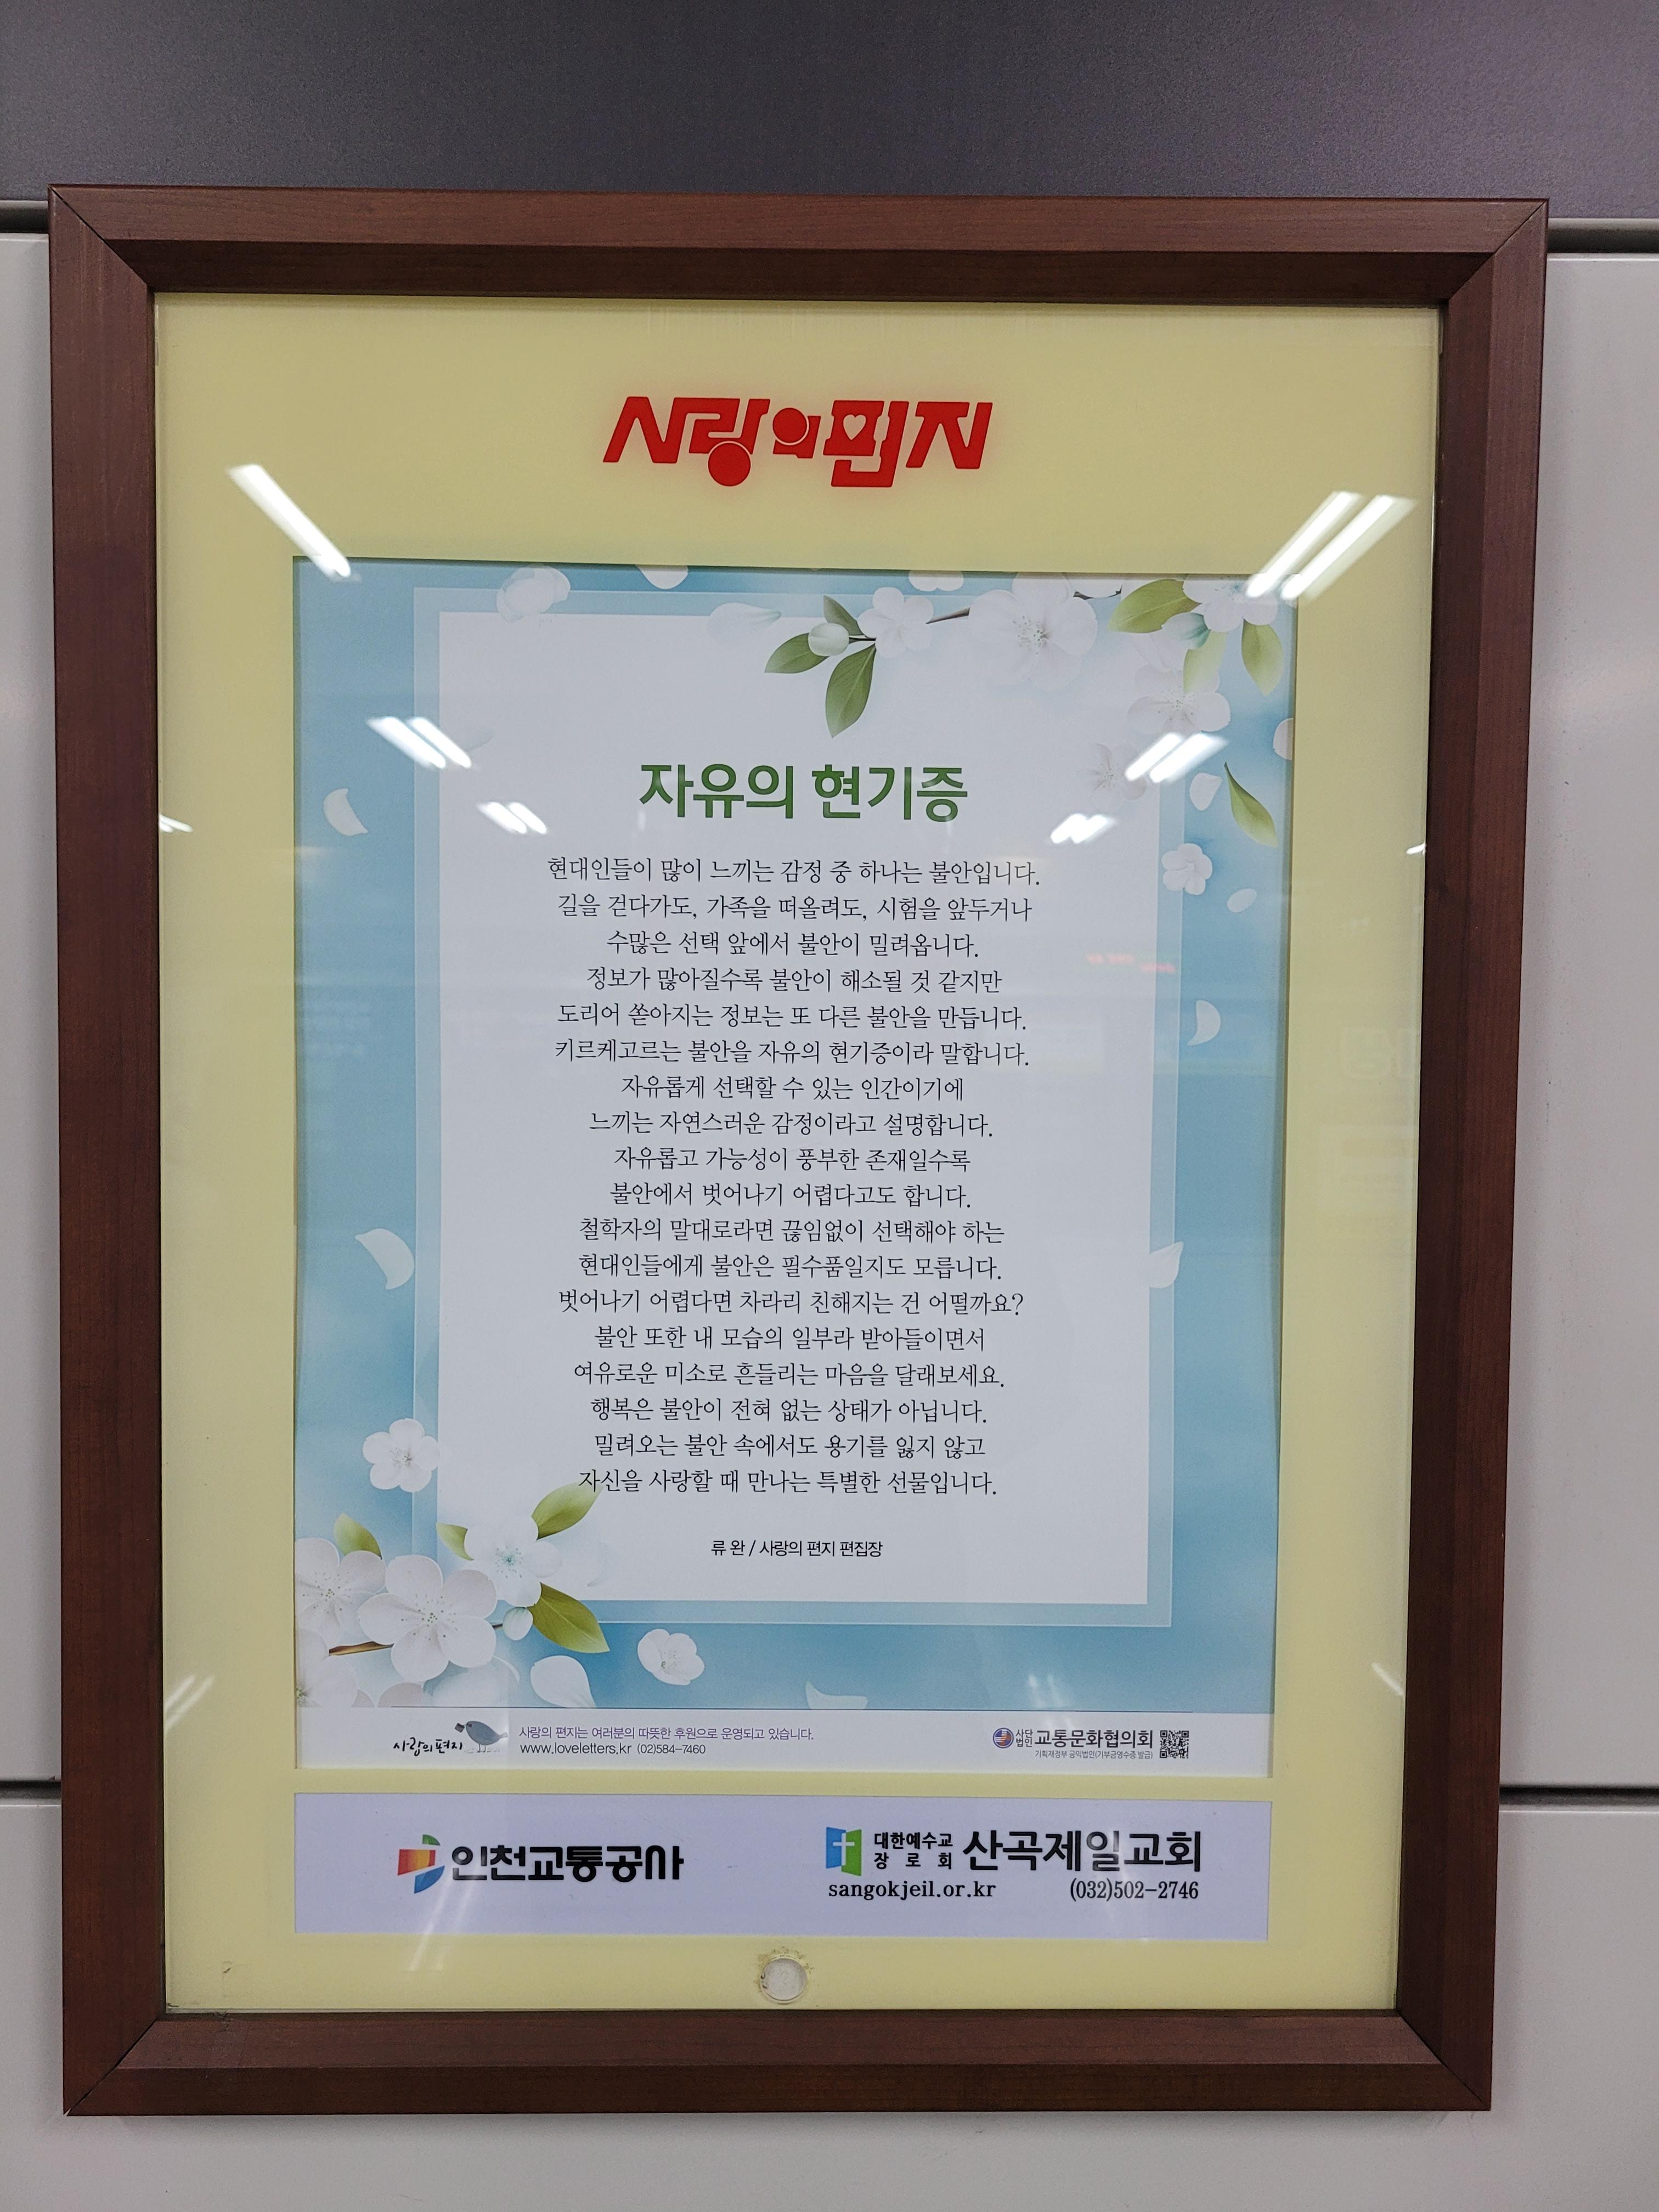 사랑의 편지
자유의 현기증
현대인들이 많이 느끼는 감정 중 하나는 불안입니다.
길을 걷다가도, 가족을 떠올려도, 시험을 앞두거나
수많은 선택 앞에서 불안이 밀려옵니다.
정보가 많아질수록 불안이 해소될 것 같지만
도리어 쏟아지는 정보는 또 다른 불안을 만듭니다.
키르케고르는 불안을 자유의 현기증이라 말합니다.
자유롭게 선택할 수 있는 인간이기에
느끼는 자연스러운 감정이라고 설명합니다.
자유롭고 가능성이 풍부한 존재일수록
불안에서 벗어나기 어렵다고도 합니다.
철학자의 말대로라면 끊임없이 선택해야 하는
현대인들에게 불안은 필수품일지도 모릅니다.
벗어나기 어렵다면 차라리 친해지는 건 어떨까요?
불안 또한 내 모습의 일부라 받아들이면서
여유로운 미소로 흔들리는 마음을 달래보세요.
행복은 불안이 전혀 없는 상태가 아닙니다.
밀려오는 불안 속에서도 용기를 잃지 않고
자신을 사랑할 때 만나는 특별한 선물입니다.
류 완 / 사랑의 편지 편집장
사랑의 편지
사랑의 편지는 여러분의 따뜻한 후원으로 운영되고 있습니다.
www.loveletters.kr (02)584-7460
사단법인 교통문화협의회
기획재정부 공익법인(기부금영수증 발급)
인천교통공사
대한예수교
장로회 산곡제일교회
sangokjeil.or.kr (032)502-2746